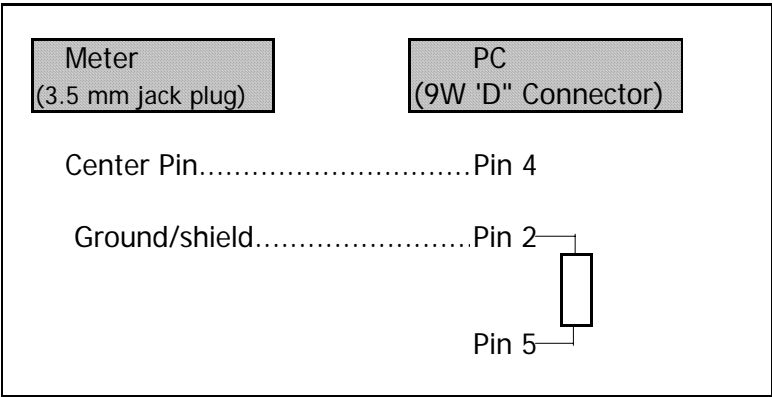 Meter PC
(3.5 mm jack plug) (9W 'D" Connector)
Center Pin...............................Pin 4
Ground/shield........................Pin 2
Pin 5